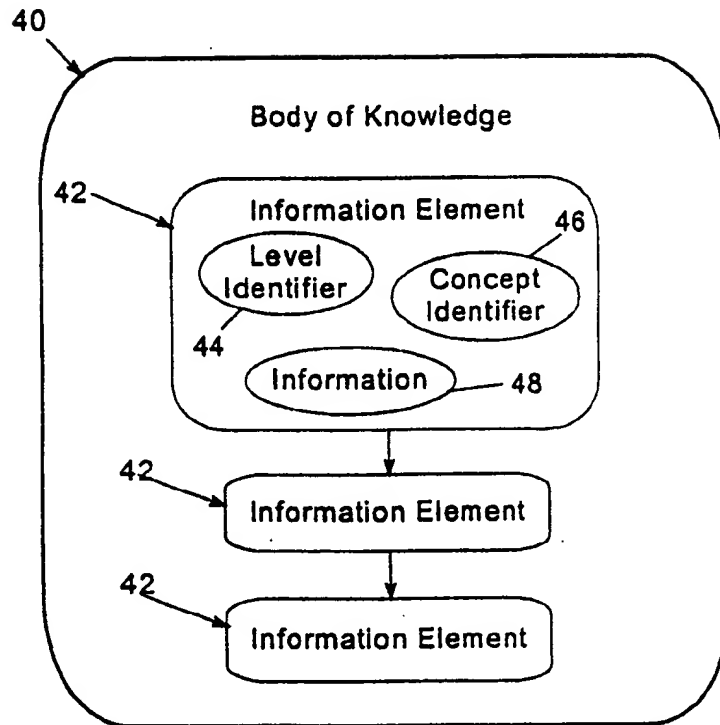 40
Body of Knowledge
42
Information Element
46
Level
Identifier
Concept
Identifier
44
Information
48
42
Information Element
42
Information Element